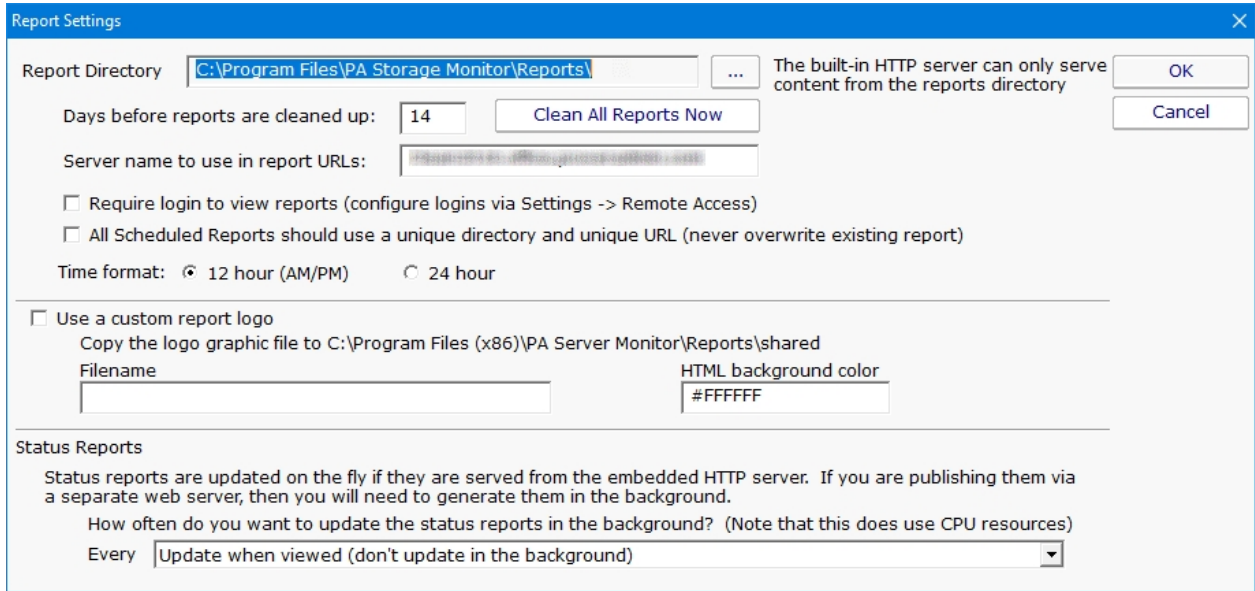 Report Settings
Report Directory C:\Program Files\PA Storage Monitor\Reports\ ... The built-in HTTP server can only serve OK
content from the reports directory
Days before reports are cleaned up: 14 Clean All Reports Now Cancel
Server name to use in report URLs:
Require login to view reports (configure logins via Settings -> Remote Access)
All Scheduled Reports should use a unique directory and unique URL (never overwrite existing report)
Time format: 12 hour (AM/PM) 24 hour
Use a custom report logo
Copy the logo graphic file to C:\Program Files (x86)\PA Server Monitor\Reports\shared
Filename HTML background color
#FFFFFF
Status Reports
Status reports are updated on the fly if they are served from the embedded HTTP server. If you are publishing them via
a separate web server, then you will need to generate them in the background.
How often do you want to update the status reports in the background? (Note that this does use CPU resources)
Every Update when viewed (don't update in the background)